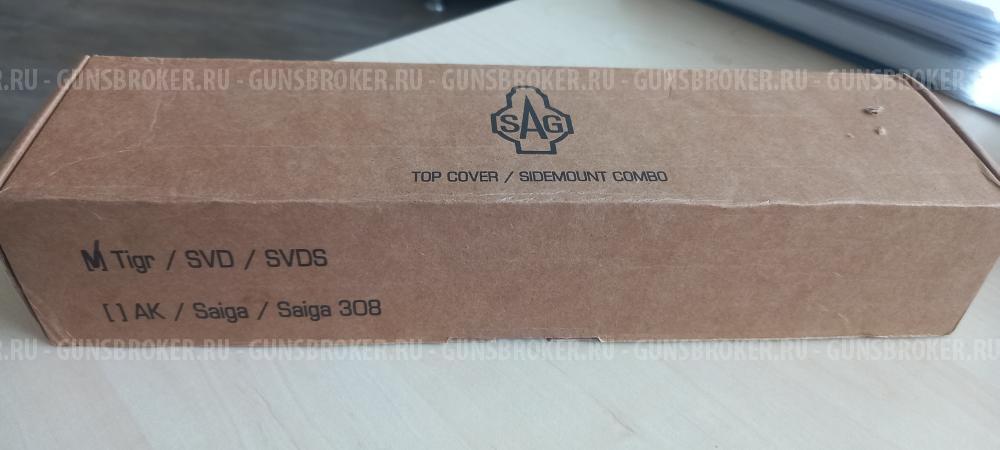 .RU - GUNSBROKER.RU - GUNSBROKER.RU - GUNSBROKER.RU - GUNSBROKER.RU - GUNSBROKER.RU
SAG
TOP COVER / SIDEMOUNT COMBO
[✓] Tigr / SVD / SVDS
[ ] AK / Saiga / Saiga 308
.RU - GUNSBROKER.RU - GUNSBROKER.RU - GUNSBROKER.RU - GUNSBROKER.RU - GUNSBROKER.RU